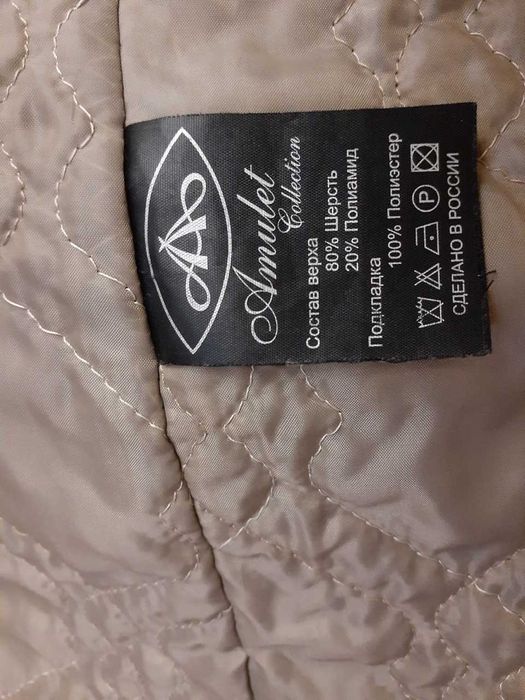 Amulet
Collection
Состав верха
80% Шерсть
20% Полиамид
Подкладка
100% Полиэстер
СДЕЛАНО В РОССИИ